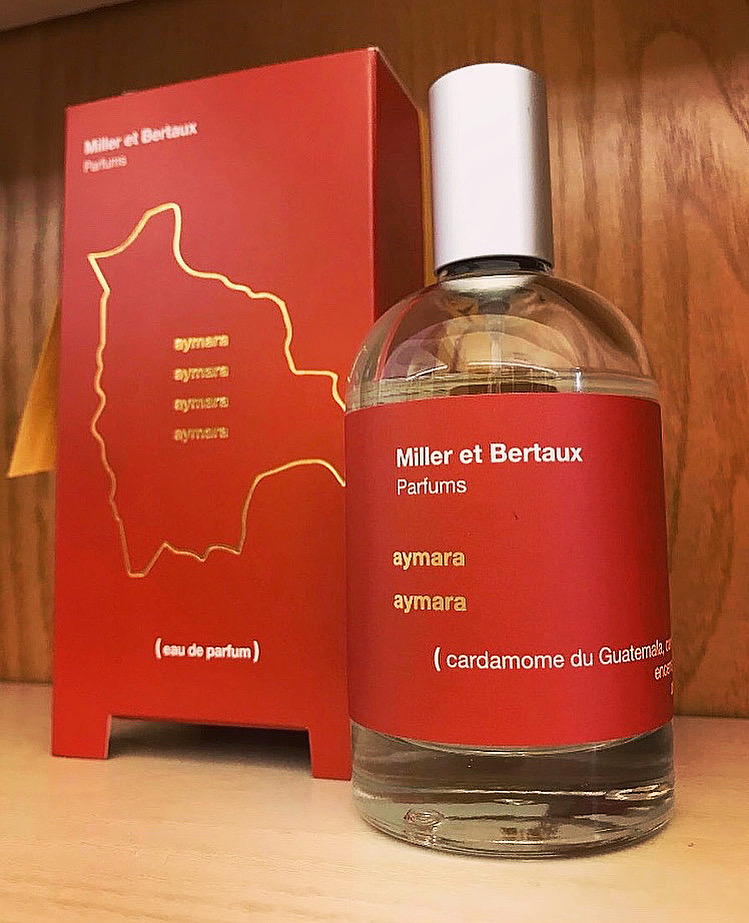 Miller et Bertaux
Parfums
aymara
aymara
aymara
aymara
(eau de parfum)
Miller et Bertaux
Parfums
aymara
aymara
( cardamome du Guatemala,